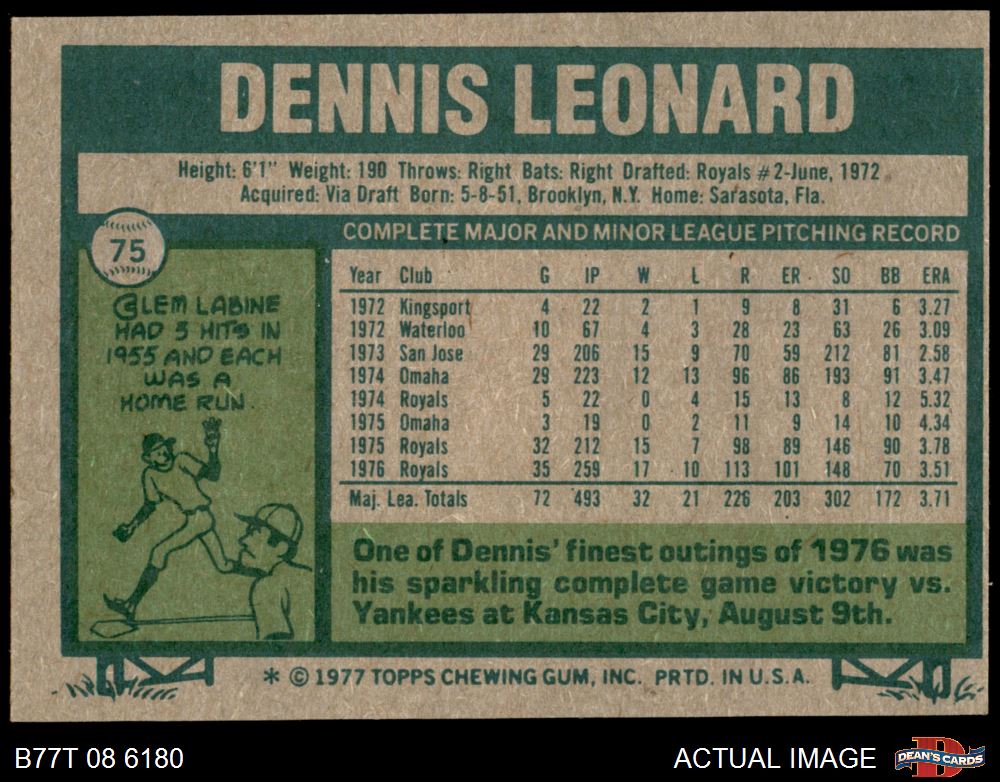 DENNIS LEONARD
Height: 6'1" Weight: 190 Throws: Right Bats: Right Drafted: Royals #2-June, 1972
Acquired: Via Draft Born: 5-8-51, Brooklyn, N.Y. Home: Sarasota, Fla.
75
CLEM LABINE
HAD 3 HITS IN
1955 AND EACH
WAS A
HOME RUN.
COMPLETE MAJOR AND MINOR LEAGUE PITCHING RECORD
Year Club G IP W L R ER SO BB ERA
1972 Kingsport 4 22 2 1 9 8 31 6 3.27
1972 Waterloo 10 67 4 3 28 23 63 26 3.09
1973 San Jose 29 206 15 9 70 59 212 81 2.58
1974 Omaha 29 223 12 13 96 86 193 91 3.47
1974 Royals 5 22 0 4 15 13 8 12 5.32
1975 Omaha 3 19 0 2 11 9 14 10 4.34
1975 Royals 32 212 15 7 98 89 146 90 3.78
1976 Royals 35 259 17 10 113 101 148 70 3.51
Maj. Lea. Totals 72 493 32 21 226 203 302 172 3.71
One of Dennis' finest outings of 1976 was
his sparkling complete game victory vs.
Yankees at Kansas City, August 9th.
* © 1977 TOPPS CHEWING GUM, INC. PRTD. IN U.S.A.
B77T 08 6180
ACTUAL IMAGE
D
DEAN'S CARDS